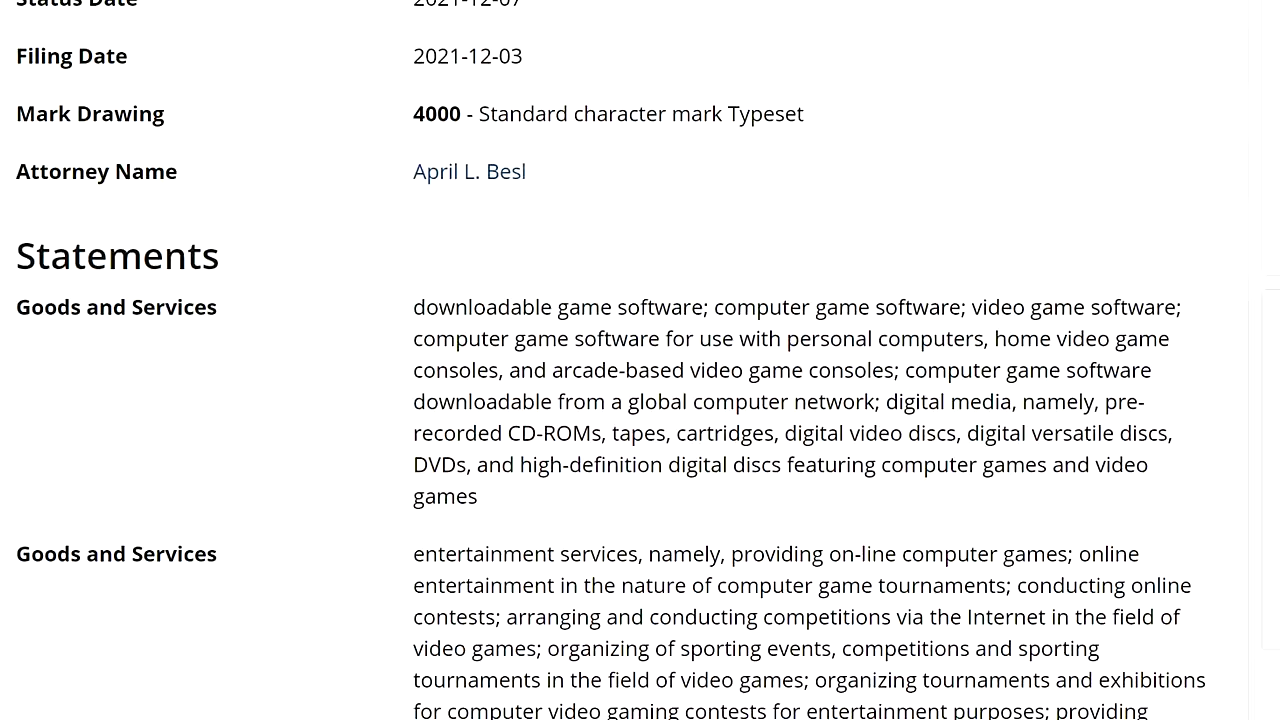 Status Date 2021-12-07
Filing Date 2021-12-03
Mark Drawing 4000 - Standard character mark Typeset
Attorney Name April L. Besl
Statements
Goods and Services downloadable game software; computer game software; video game software;
computer game software for use with personal computers, home video game
consoles, and arcade-based video game consoles; computer game software
downloadable from a global computer network; digital media, namely, pre-
recorded CD-ROMs, tapes, cartridges, digital video discs, digital versatile discs,
DVDs, and high-definition digital discs featuring computer games and video
games
Goods and Services entertainment services, namely, providing on-line computer games; online
entertainment in the nature of computer game tournaments; conducting online
contests; arranging and conducting competitions via the Internet in the field of
video games; organizing of sporting events, competitions and sporting
tournaments in the field of video games; organizing tournaments and exhibitions
for computer video gaming contests for entertainment purposes; providing